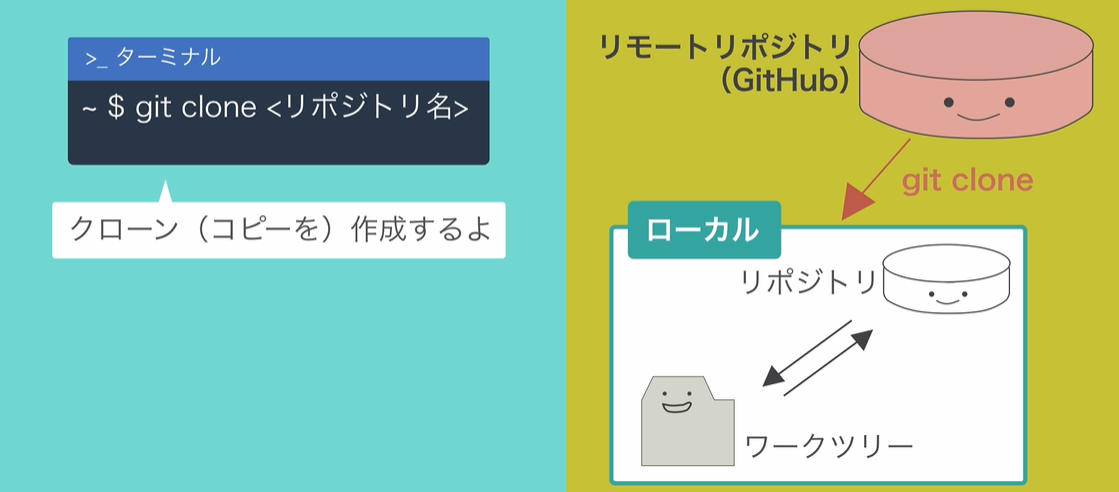 >_ ターミナル
~ $ git clone <リポジトリ名>
クローン（コピーを）作成するよ
リモートリポジトリ
（GitHub）
git clone
ローカル
リポジトリ
ワークツリー